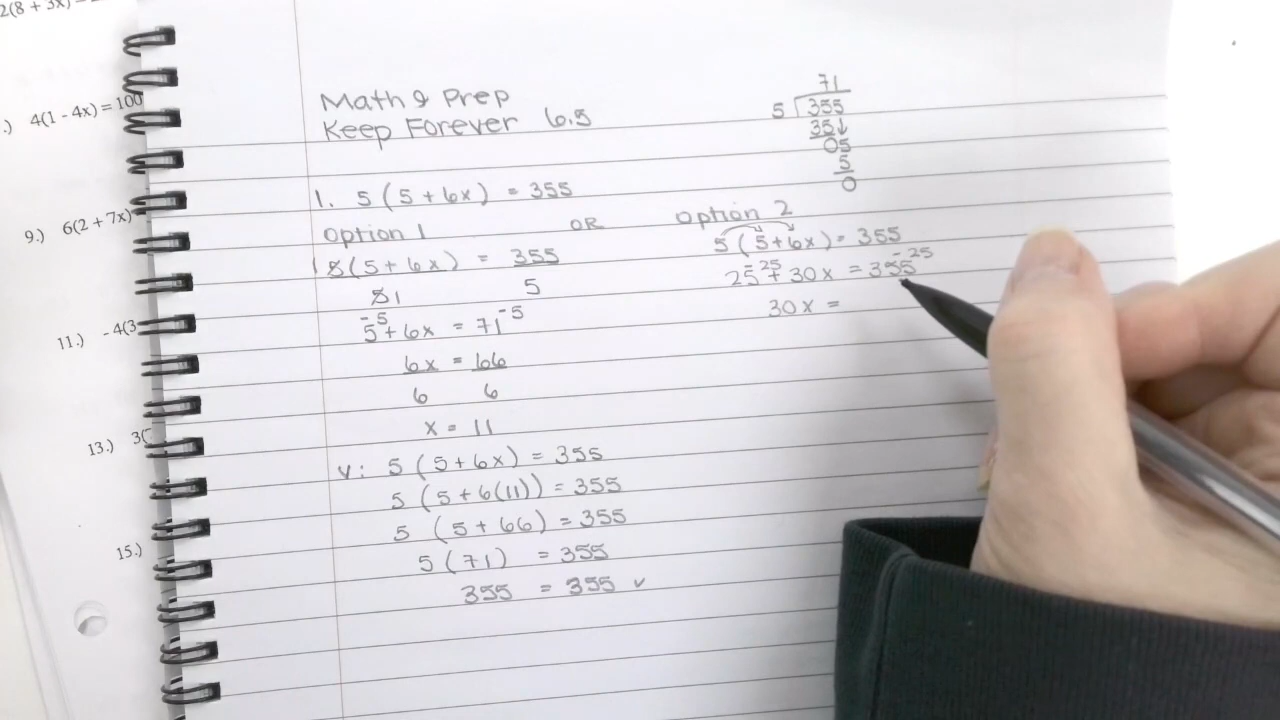 2(8 + 3x)
.) 4(1 - 4x) = 100
9.) 6(2 + 7x)
11.) -4(3
13.) 3(
15.)
Math 9 Prep
Keep Forever 6.5
1. 5 (5 + 6x) = 355
Option 1
1 5(5 + 6x) = 355
5 1 5
-5 -5
5 + 6x = 71
6x = 66
6 6
x = 11
V: 5 (5 + 6x) = 355
5 (5 + 6(11)) = 355
5 (5 + 66) = 355
5 (71) = 355
355 = 355 ✓
OR
71
5 355
35↓
05
5
0
Option 2
5 (5 + 6x) = 355
-25 -25
25 + 30x = 355
30x =